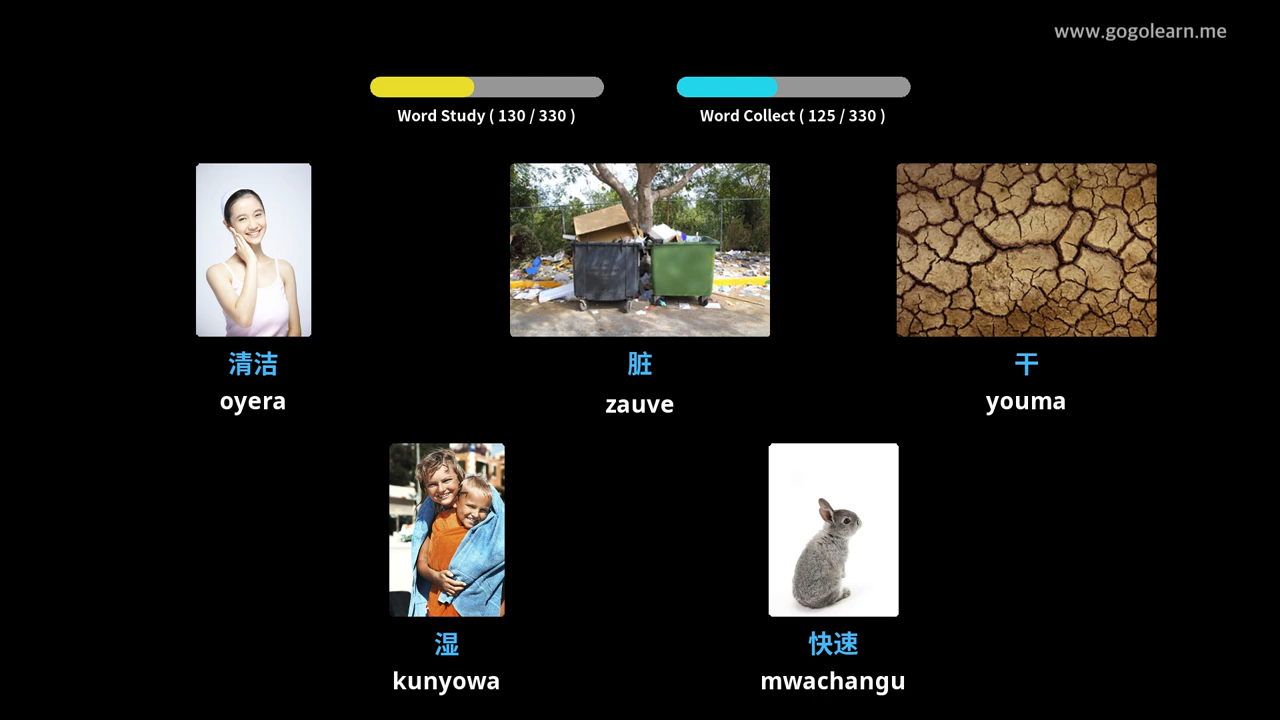 www.gogolearn.me
Word Study ( 130 / 330 )
Word Collect ( 125 / 330 )
清洁
oyera
脏
zauve
干
youma
湿
kunyowa
快速
mwachangu